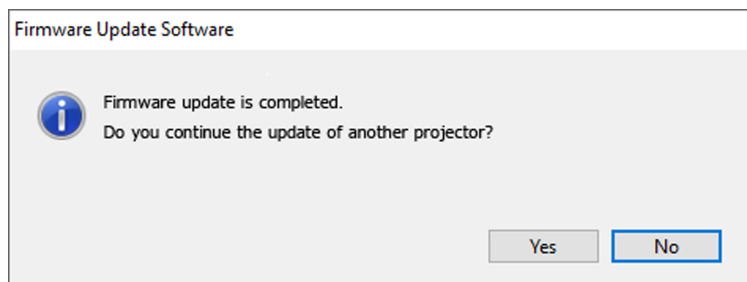 Firmware Update Software
Firmware update is completed.
Do you continue the update of another projector?
Yes No